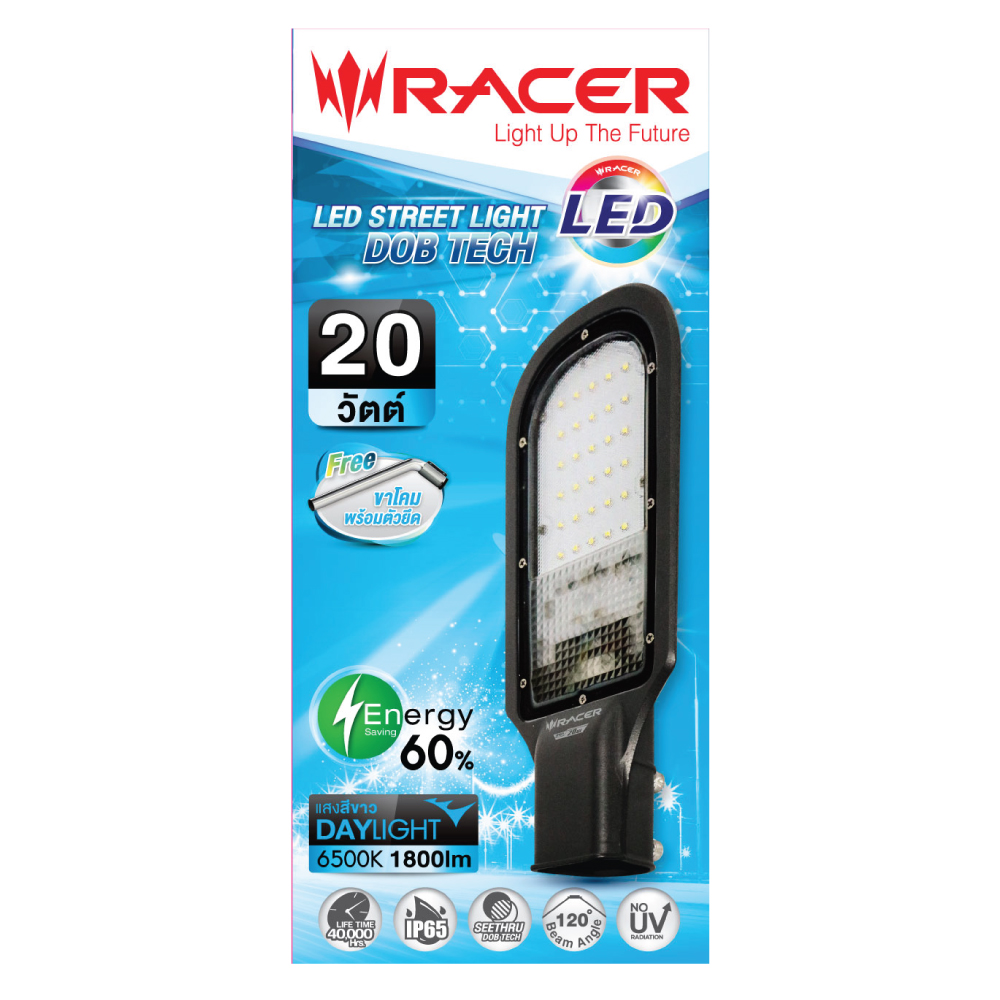 RACER
Light Up The Future
RACER
LED
LED STREET LIGHT
DOB TECH
20
วัตต์
Free
ขาโคม
พร้อมตัวยึด
RACER
Energy
Saving
60%
แสงสีขาว
DAYLIGHT
6500K 1800lm
LIFE TIME
40,000
Hrs.
IP65
SEETHRU
DOB TECH
120°
Beam Angle
NO
UV
RADIATION